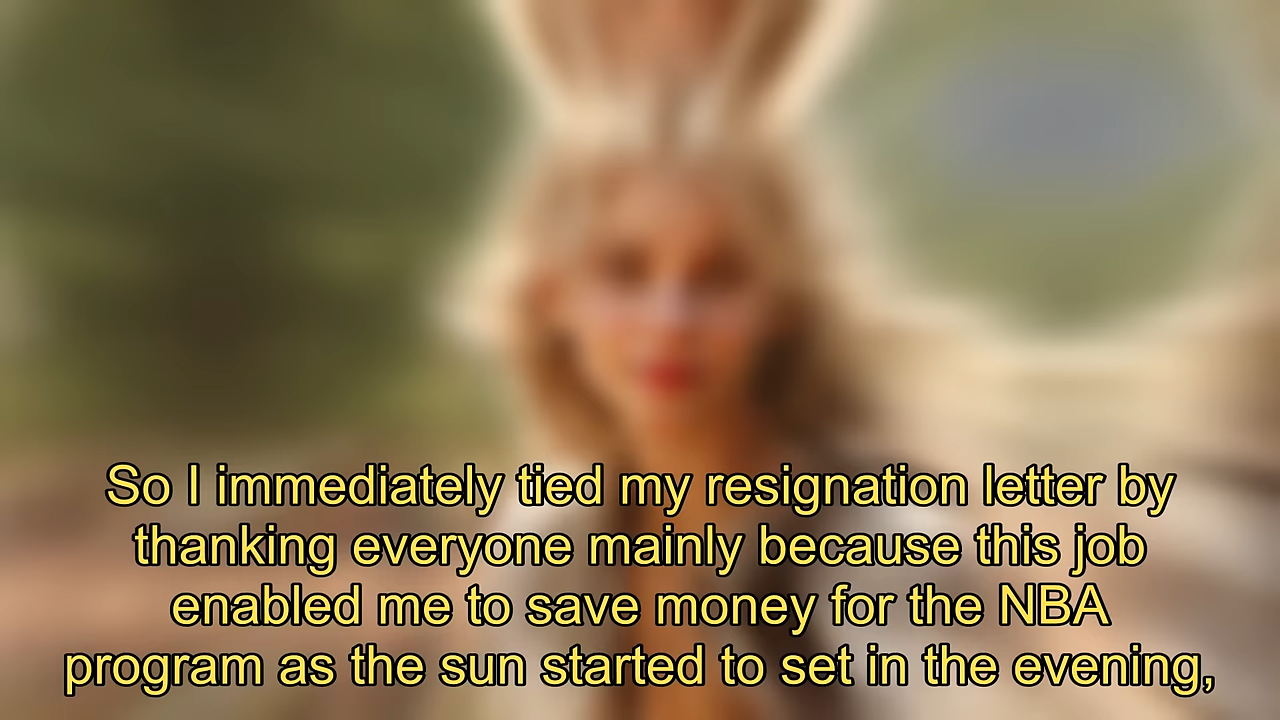 So I immediately tied my resignation letter by
thanking everyone mainly because this job
enabled me to save money for the NBA
program as the sun started to set in the evening,